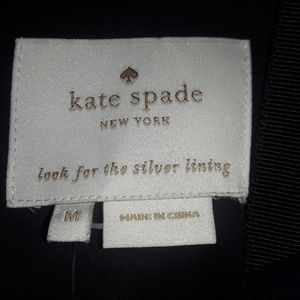 kate spade
NEW YORK
look for the silver lining
M
MADE IN CHINA